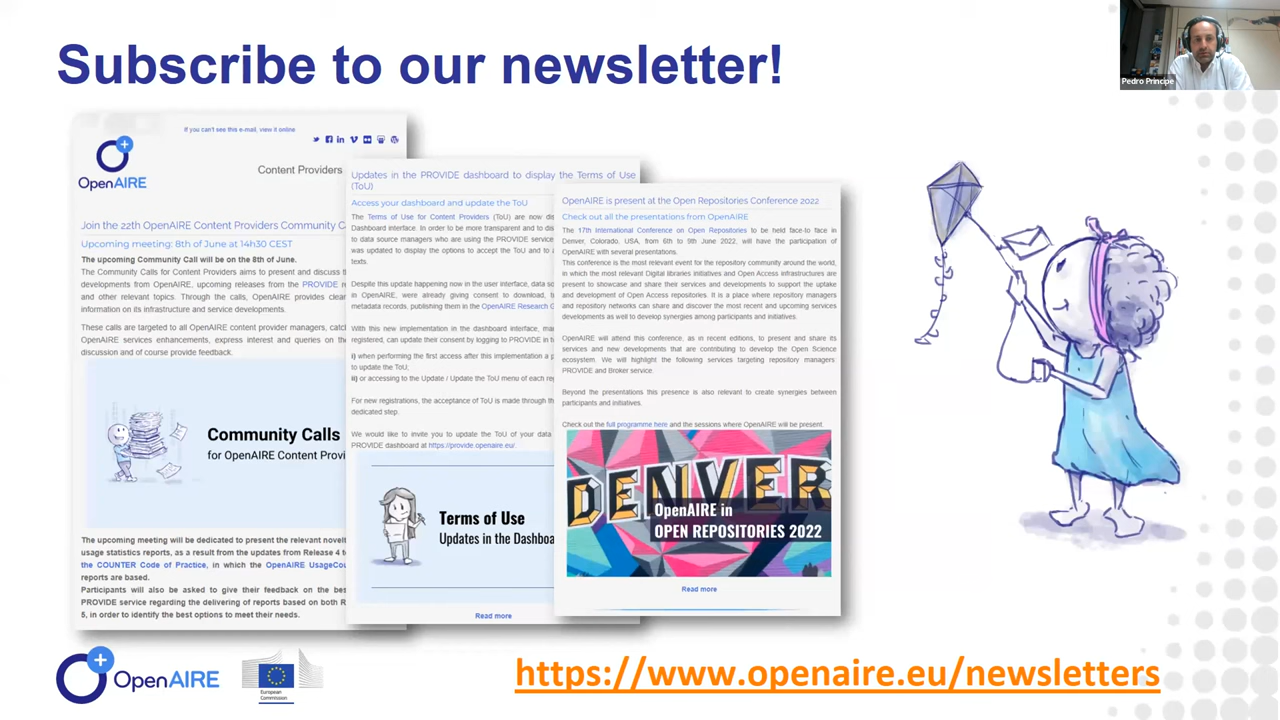 Subscribe to our newsletter!
Pedro Principe
If you can't see this e-mail, view it online
OpenAIRE
Content Providers
Join the 22th OpenAIRE Content Providers Community C
Upcoming meeting: 8th of June at 14h30 CEST
The upcoming Community Call will be on the 8th of June.
The Community Calls for Content Providers aims to present and discuss t
developments from OpenAIRE, upcoming releases from the PROVIDE
and other relevant topics. Through the calls, OpenAIRE provides clear
information on its infrastructure and service developments.
These calls are targeted to all OpenAIRE content provider managers, catch
OpenAIRE services enhancements, express interest and queries on the
discussion and of course provide feedback.
Community Calls
for OpenAIRE Content Provi
The upcoming meeting will be dedicated to present the relevant novelt
usage statistics reports, as a result from the updates from Release 4 to
the COUNTER Code of Practice, in which the OpenAIRE UsageCou
reports are based.
Participants will also be asked to give their feedback on the bes
PROVIDE service regarding the delivering of reports based on both R
5, in order to identify the best options to meet their needs.
Updates in the PROVIDE dashboard to display the Terms of Use
(ToU)
Access your dashboard and update the ToU
The Terms of Use for Content Providers (ToU) are now dis
Dashboard interface. In order to be more transparent and to dis
to data source managers who are using the PROVIDE service
was updated to display the options to accept the ToU and to a
texts.
Despite this update happening now in the user interface, data so
in OpenAIRE, were already giving consent to download, t
metadata records, publishing them in the OpenAIRE Research G
With this new implementation in the dashboard interface, ma
registered, can update their consent by logging to PROVIDE in t
i) when performing the first access after this implementation a p
to update the ToU;
ii) or accessing to the Update / Update the ToU menu of each rep
For new registrations, the acceptance of ToU is made through th
dedicated step.
We would like to invite you to update the ToU of your data
PROVIDE dashboard at https://provide.openaire.eu/.
Terms of Use
Updates in the Dashboa
Read more
OpenAIRE is present at the Open Repositories Conference 2022
Check out all the presentations from OpenAIRE
The 17th International Conference on Open Repositories to be held face-to face in
Denver, Colorado, USA, from 6th to 9th June 2022, will have the participation of
OpenAIRE with several presentations.
This conference is the most relevant event for the repository community around the world,
in which the most relevant Digital libraries initiatives and Open Access infrastructures are
present to showcase and share their services and developments to support the uptake
and development of Open Access repositories. It is a place where repository managers
and repository networks can share and discover the most recent and upcoming services
developments as well to develop synergies among participants and initiatives.
OpenAIRE will attend this conference, as in recent editions, to present and share its
services and new developments that are contributing to develop the Open Science
ecosystem. We will highlight the following services targeting repository managers:
PROVIDE and Broker service.
Beyond the presentations this presence is also relevant to create synergies between
participants and initiatives.
Check out the full programme here and the sessions where OpenAIRE will be present.
DENVER
OpenAIRE in
OPEN REPOSITORIES 2022
Read more
OpenAIRE
European
Commission
https://www.openaire.eu/newsletters